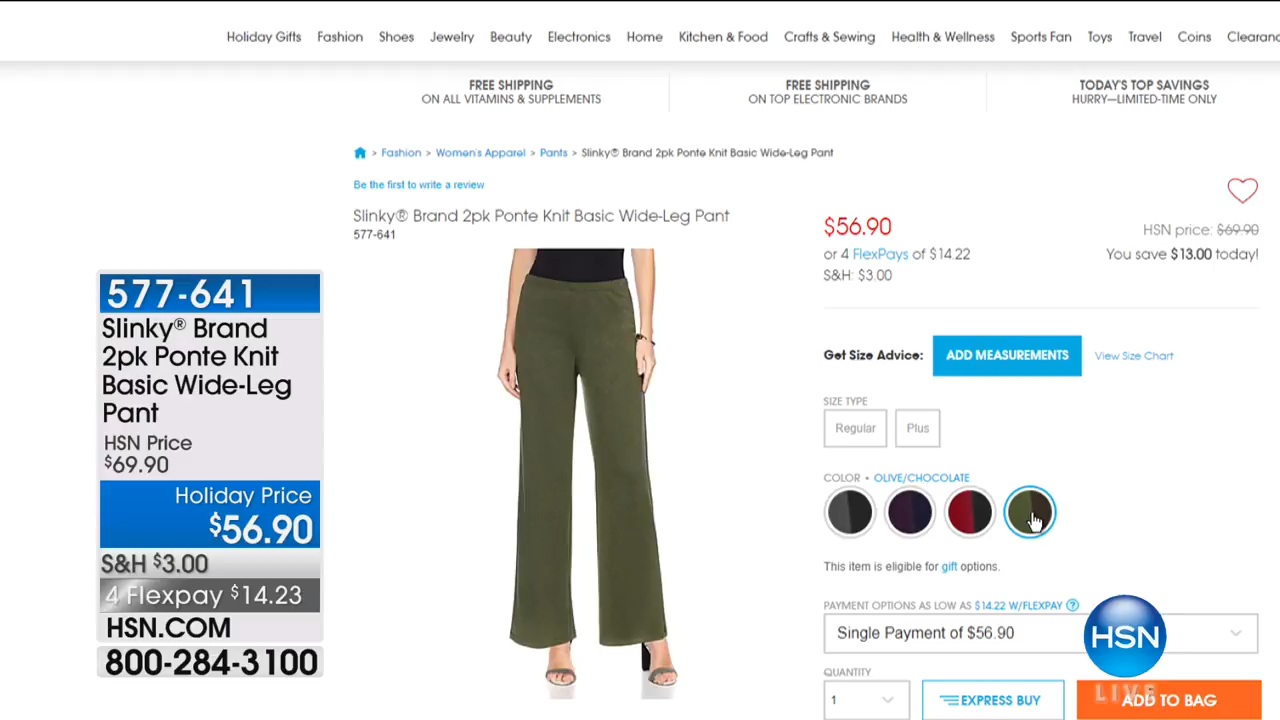 Holiday Gifts Fashion Shoes Jewelry Beauty Electronics Home Kitchen & Food Crafts & Sewing Health & Wellness Sports Fan Toys Travel Coins Clearanc
FREE SHIPPING
ON ALL VITAMINS & SUPPLEMENTS
FREE SHIPPING
ON TOP ELECTRONIC BRANDS
TODAY'S TOP SAVINGS
HURRY—LIMITED-TIME ONLY
> Fashion > Women's Apparel > Pants > Slinky® Brand 2pk Ponte Knit Basic Wide-Leg Pant
Be the first to write a review
Slinky® Brand 2pk Ponte Knit Basic Wide-Leg Pant
577-641
$56.90
HSN price: $69.90
or 4 FlexPays of $14.22
You save $13.00 today!
S&H: $3.00
Get Size Advice: ADD MEASUREMENTS View Size Chart
SIZE TYPE
Regular Plus
COLOR • OLIVE/CHOCOLATE
This item is eligible for gift options.
PAYMENT OPTIONS AS LOW AS $14.22 W/FLEXPAY ?
Single Payment of $56.90
QUANTITY
1
EXPRESS BUY
ADD TO BAG
HSN
LIVE
577-641
Slinky® Brand
2pk Ponte Knit
Basic Wide-Leg
Pant
HSN Price
$69.90
Holiday Price
$56.90
S&H $3.00
4 Flexpay $14.23
HSN.COM
800-284-3100